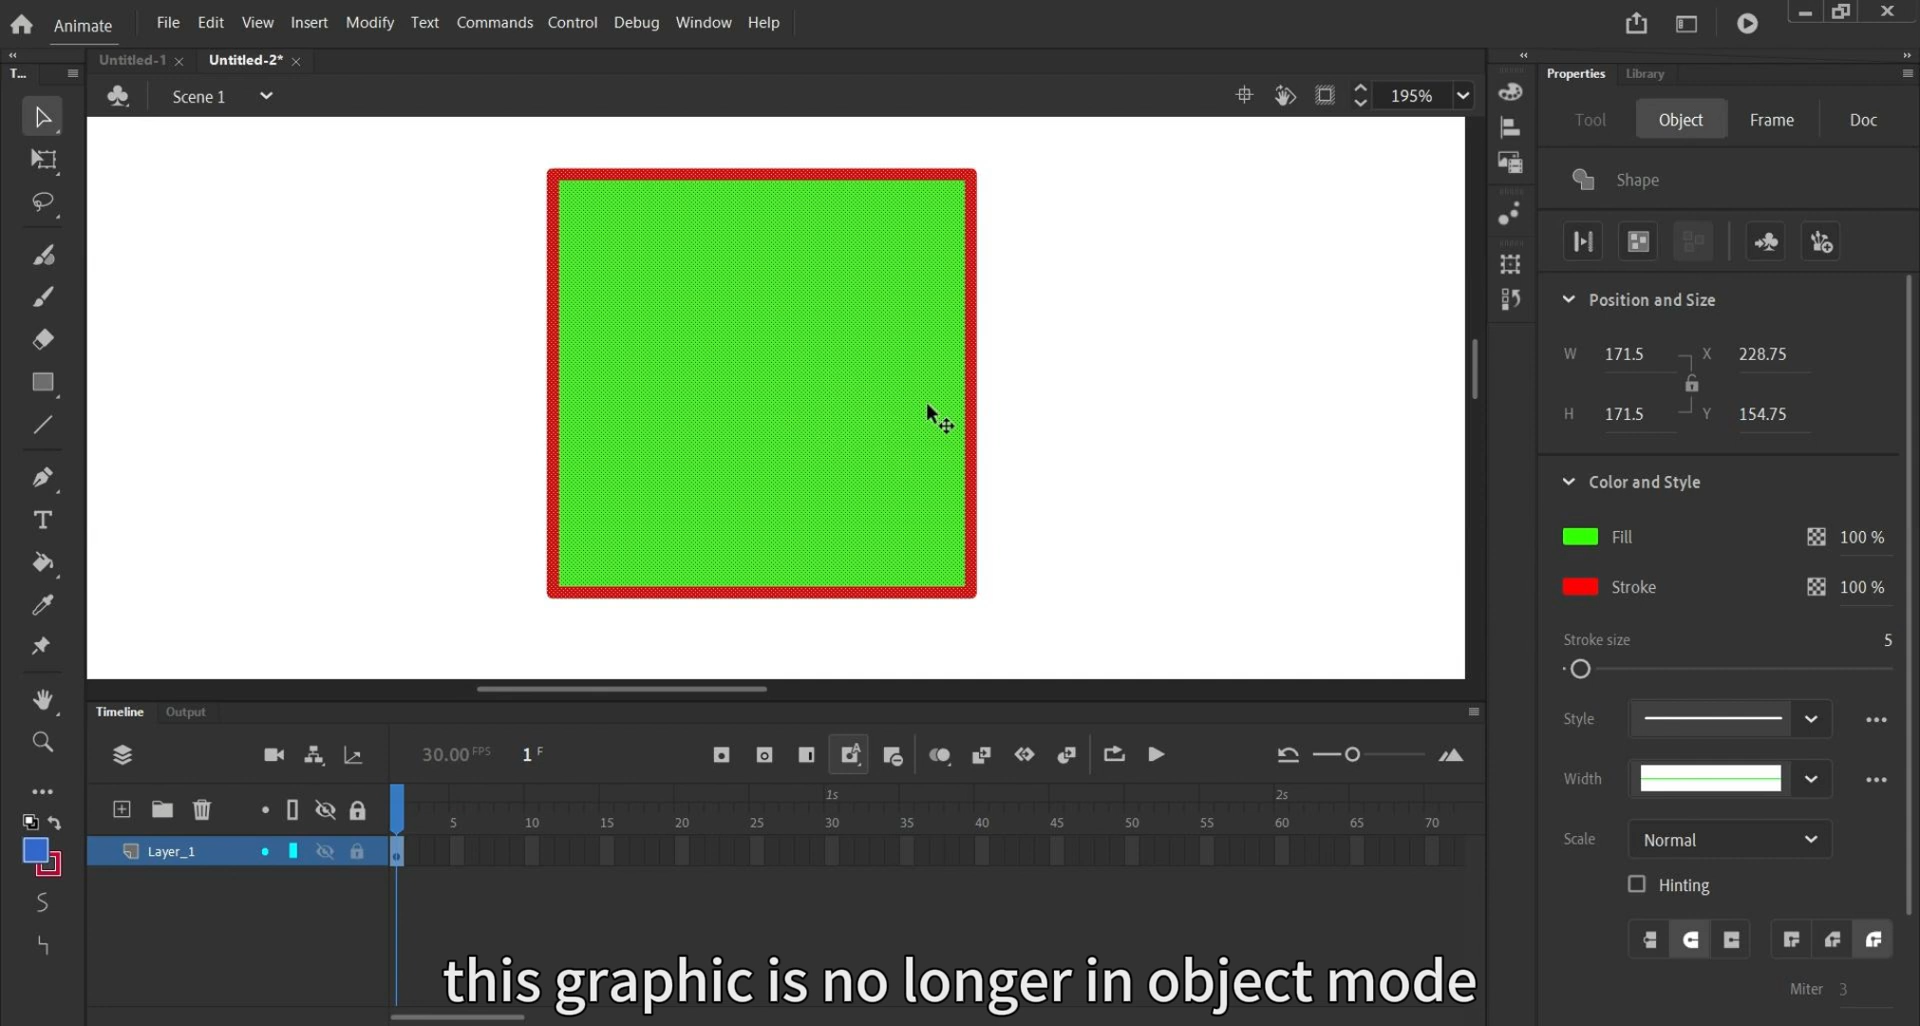 Animate File Edit View Insert Modify Text Commands Control Debug Window Help
Untitled-1 Untitled-2*
T... Properties Library
Scene 1 195%
Tool Object Frame Doc
Shape
Position and Size
W 171.5 X 228.75
H 171.5 Y 154.75
Color and Style
Fill 100 %
Stroke 100 %
Stroke size 5
Style
Width
Scale Normal
Hinting
Miter 3
Timeline Output
30.00 FPS 1 F
1s 2s
5 10 15 20 25 30 35 40 45 50 55 60 65 70
Layer_1
this graphic is no longer in object mode